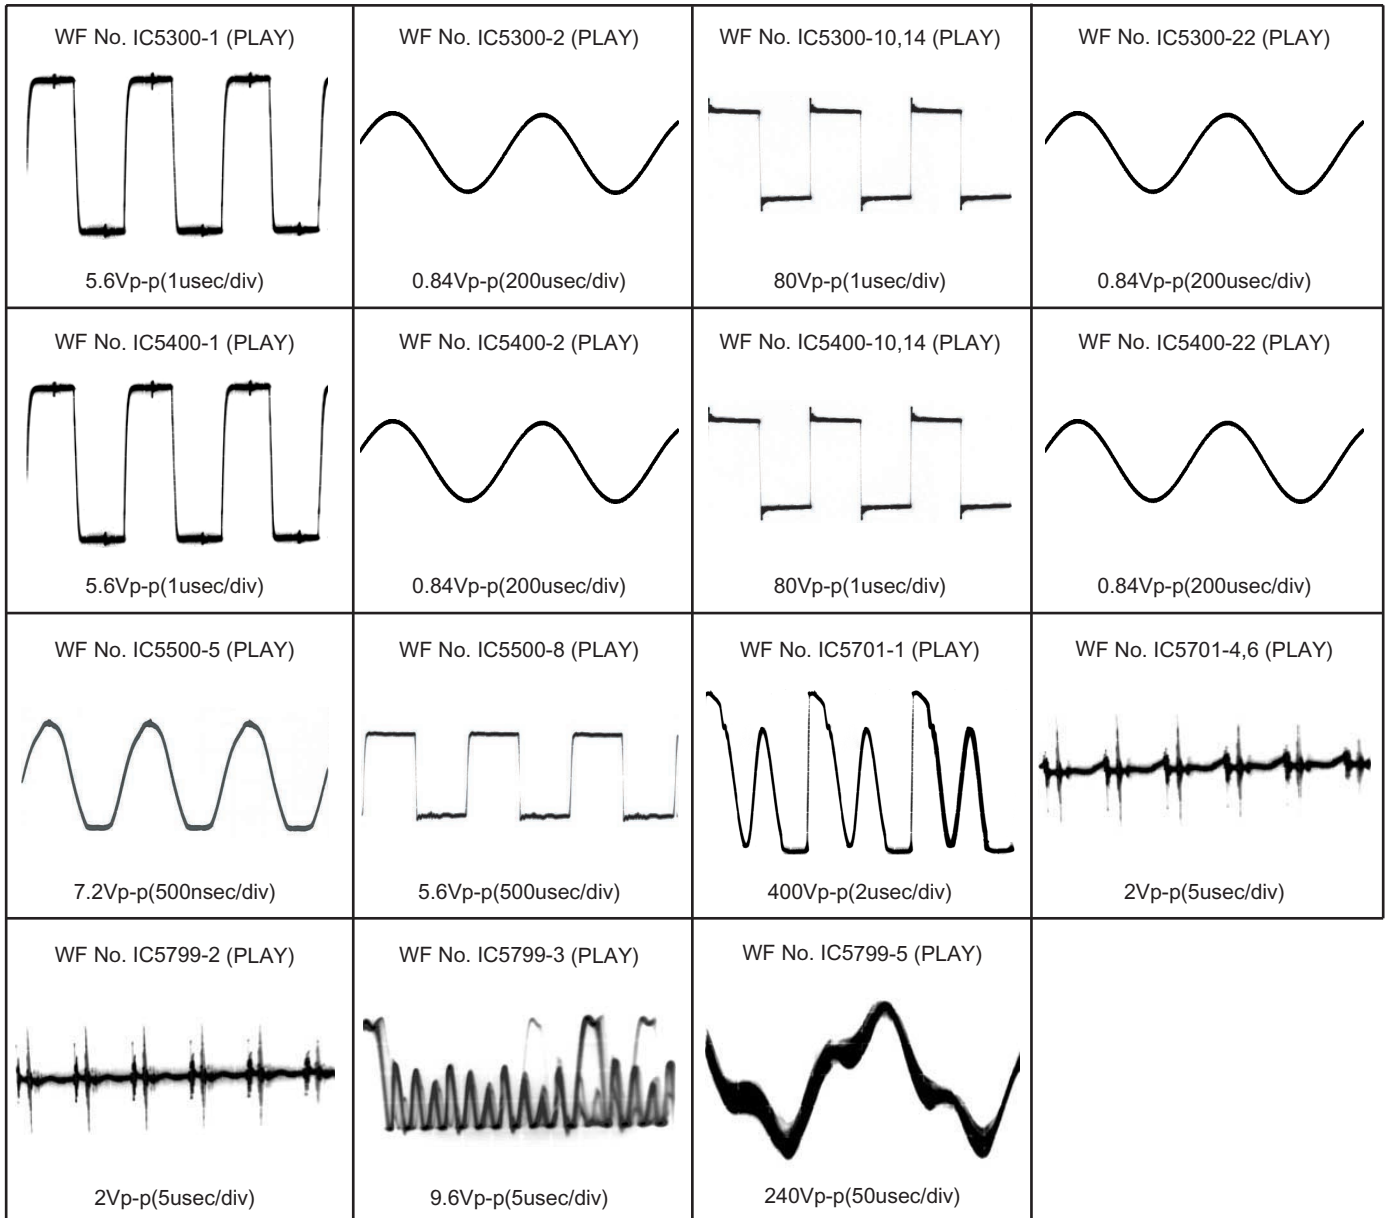 WF No. IC5300-1 (PLAY)
5.6Vp-p(1usec/div)
WF No. IC5300-2 (PLAY)
0.84Vp-p(200usec/div)
WF No. IC5300-10,14 (PLAY)
80Vp-p(1usec/div)
WF No. IC5300-22 (PLAY)
0.84Vp-p(200usec/div)
WF No. IC5400-1 (PLAY)
5.6Vp-p(1usec/div)
WF No. IC5400-2 (PLAY)
0.84Vp-p(200usec/div)
WF No. IC5400-10,14 (PLAY)
80Vp-p(1usec/div)
WF No. IC5400-22 (PLAY)
0.84Vp-p(200usec/div)
WF No. IC5500-5 (PLAY)
7.2Vp-p(500nsec/div)
WF No. IC5500-8 (PLAY)
5.6Vp-p(500usec/div)
WF No. IC5701-1 (PLAY)
400Vp-p(2usec/div)
WF No. IC5701-4,6 (PLAY)
2Vp-p(5usec/div)
WF No. IC5799-2 (PLAY)
2Vp-p(5usec/div)
WF No. IC5799-3 (PLAY)
9.6Vp-p(5usec/div)
WF No. IC5799-5 (PLAY)
240Vp-p(50usec/div)